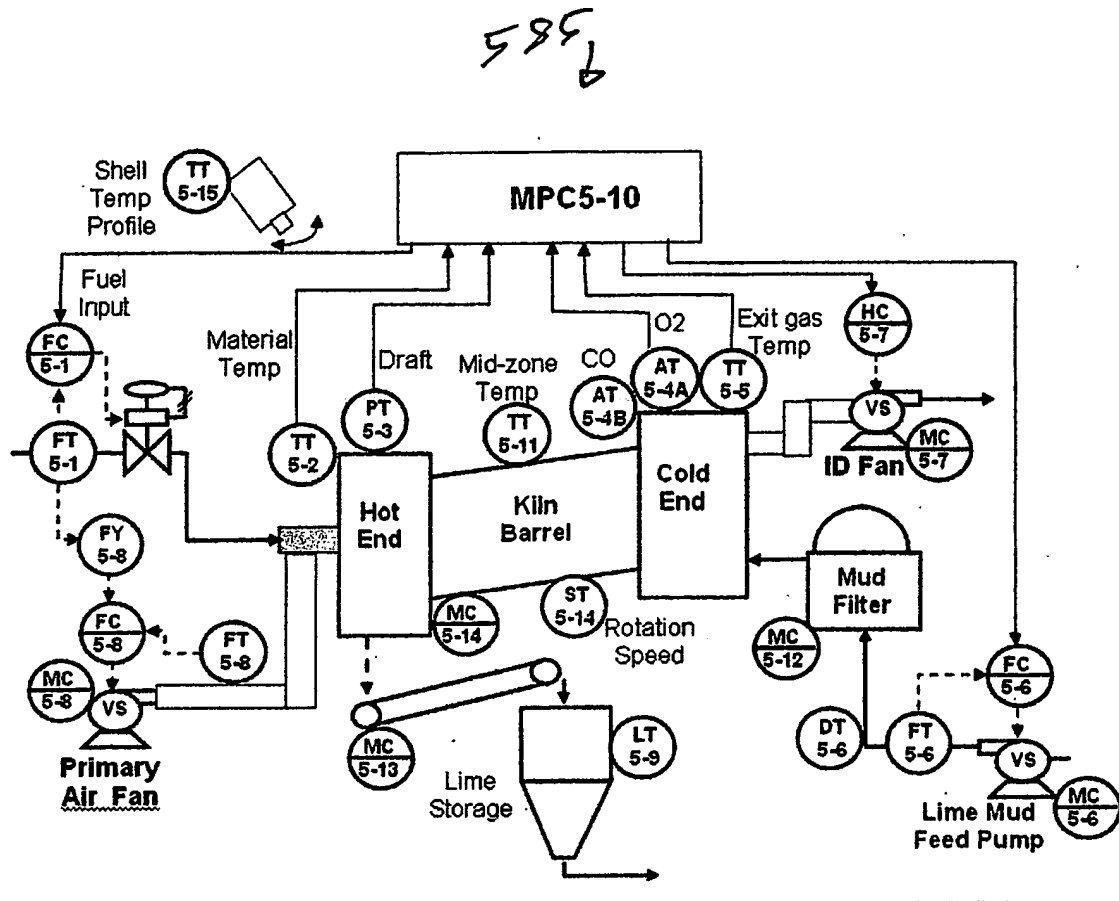 585
MPC5-10
Shell
Temp
Profile
TT
5-15
Fuel
Input
FC
5-1
FT
5-1
Material
Temp
Draft
Mid-zone
Temp
CO
O2
Exit gas
Temp
HC
5-7
TT
5-2
PT
5-3
TT
5-11
AT
5-4B
AT
5-4A
TT
5-5
VS
MC
5-7
ID Fan
Hot
End
Kiln
Barrel
Cold
End
FY
5-8
FC
5-8
FT
5-8
MC
5-8
VS
Primary
Air Fan
MC
5-14
ST
5-14
Rotation
Speed
Mud
Filter
MC
5-12
FC
5-6
DT
5-6
FT
5-6
VS
MC
5-6
Lime Mud
Feed Pump
MC
5-13
Lime
Storage
LT
5-9